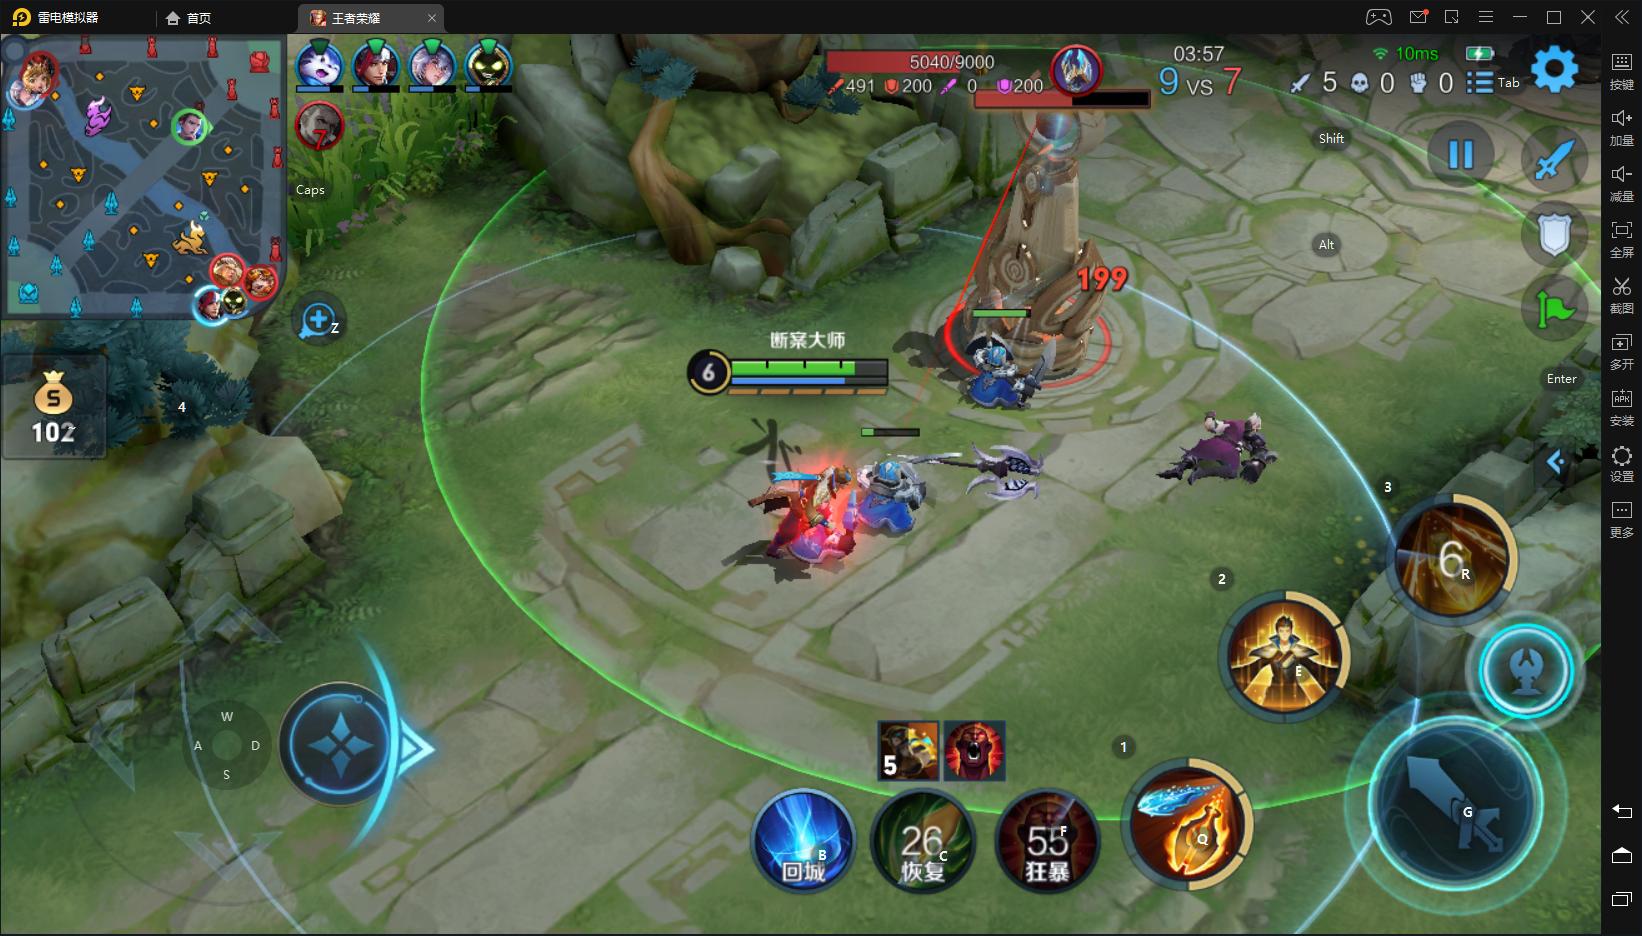 雷电模拟器
首页
王者荣耀
5040/9000
491
200
0
200
03:57
9 VS 7
10ms
5
0
0
Tab
按键
加量
减量
全屏
截图
多开
安装
设置
更多
7
Caps
Shift
Alt
Enter
Z
199
断案大师
6
S
102
4
3
6
R
2
E
W
A
D
S
5
1
B
回城
26
C
恢复
55
F
狂暴
Q
G
APK